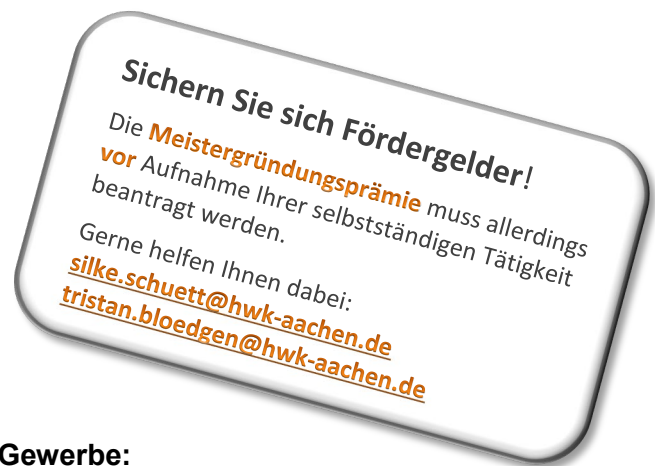 Sichern Sie sich Fördergelder!
Die Meistergründungsprämie muss allerdings
vor Aufnahme Ihrer selbstständigen Tätigkeit
beantragt werden.
Gerne helfen Ihnen dabei:
silke.schuett@hwk-aachen.de
tristan.bloedgen@hwk-aachen.de
Gewerbe: